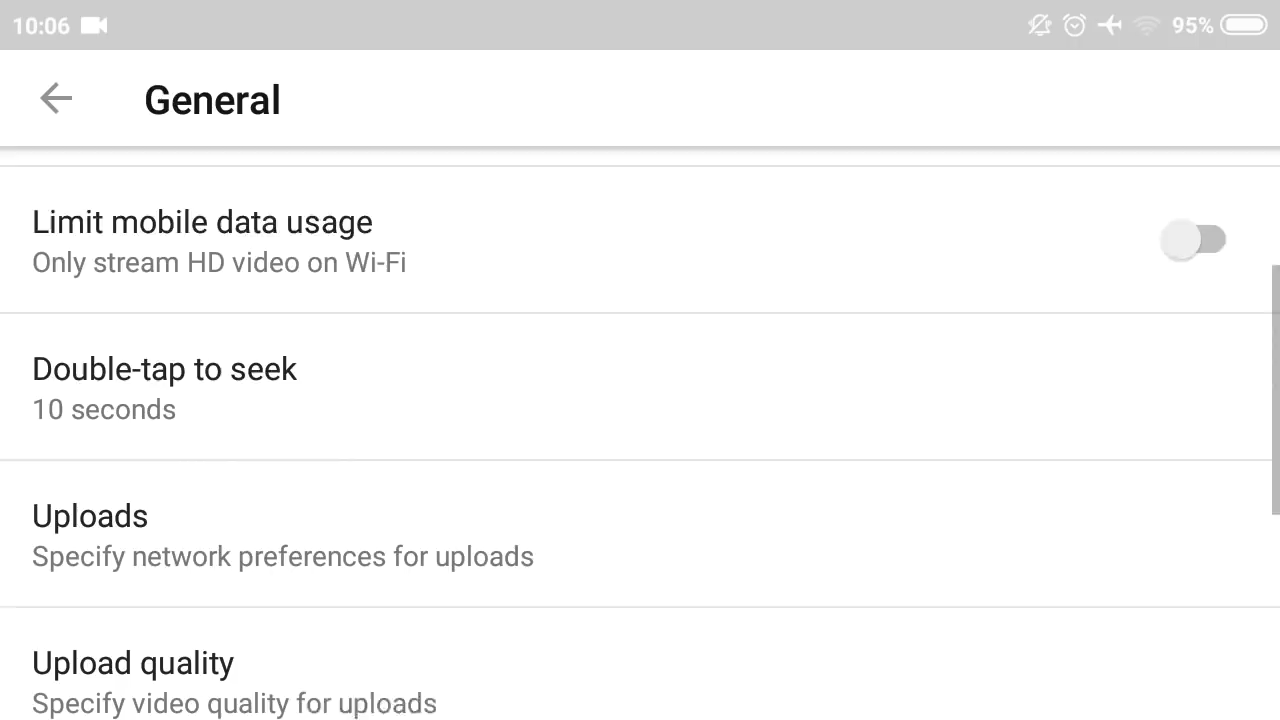 10:06 95%
General
Limit mobile data usage
Only stream HD video on Wi-Fi
Double-tap to seek
10 seconds
Uploads
Specify network preferences for uploads
Upload quality
Specify video quality for uploads